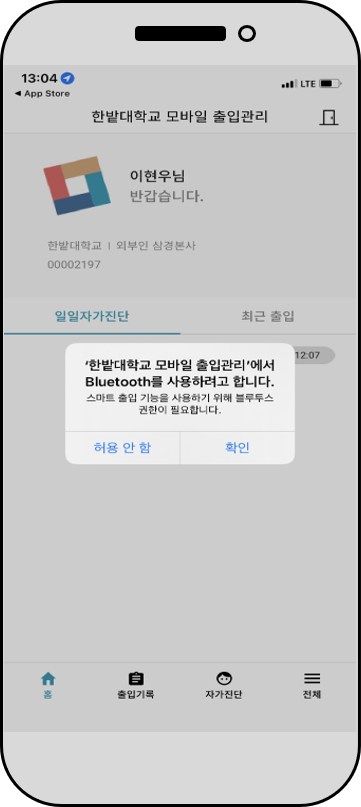 13:04
LTE
◀ App Store
한밭대학교 모바일 출입관리
이현우님
반갑습니다.
한밭대학교 | 외부인 삼경본사
00002197
일일자가진단 최근 출입
12:07
‘한밭대학교 모바일 출입관리’에서
Bluetooth를 사용하려고 합니다.
스마트 출입 기능을 사용하기 위해 블루투스
권한이 필요합니다.
허용 안 함 확인
홈 출입기록 자가진단 전체